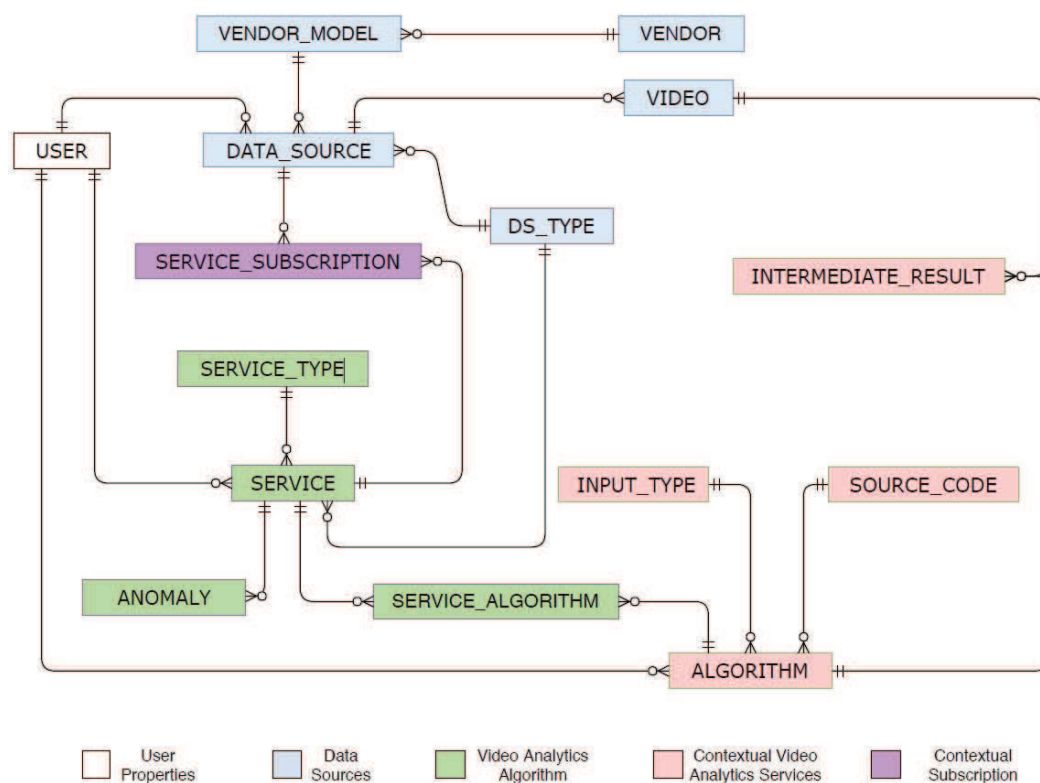 VENDOR_MODEL
VENDOR
VIDEO
USER
DATA_SOURCE
DS_TYPE
SERVICE_SUBSCRIPTION
INTERMEDIATE_RESULT
SERVICE_TYPE
SERVICE
INPUT_TYPE
SOURCE_CODE
ANOMALY
SERVICE_ALGORITHM
ALGORITHM
User
Properties
Data
Sources
Video Analytics
Algorithm
Contextual Video
Analytics Services
Contextual
Subscription